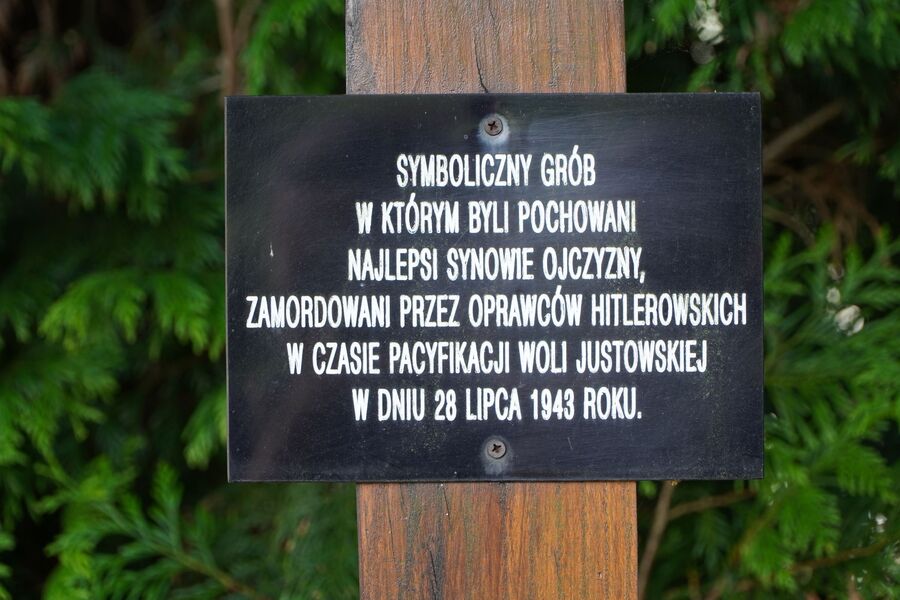 SYMBOLICZNY GRÓB
W KTÓRYM BYLI POCHOWANI
NAJLEPSI SYNOWIE OJCZYZNY,
ZAMORDOWANI PRZEZ OPRAWCÓW HITLEROWSKICH
W CZASIE PACYFIKACJI WOLI JUSTOWSKIEJ
W DNIU 28 LIPCA 1943 ROKU.